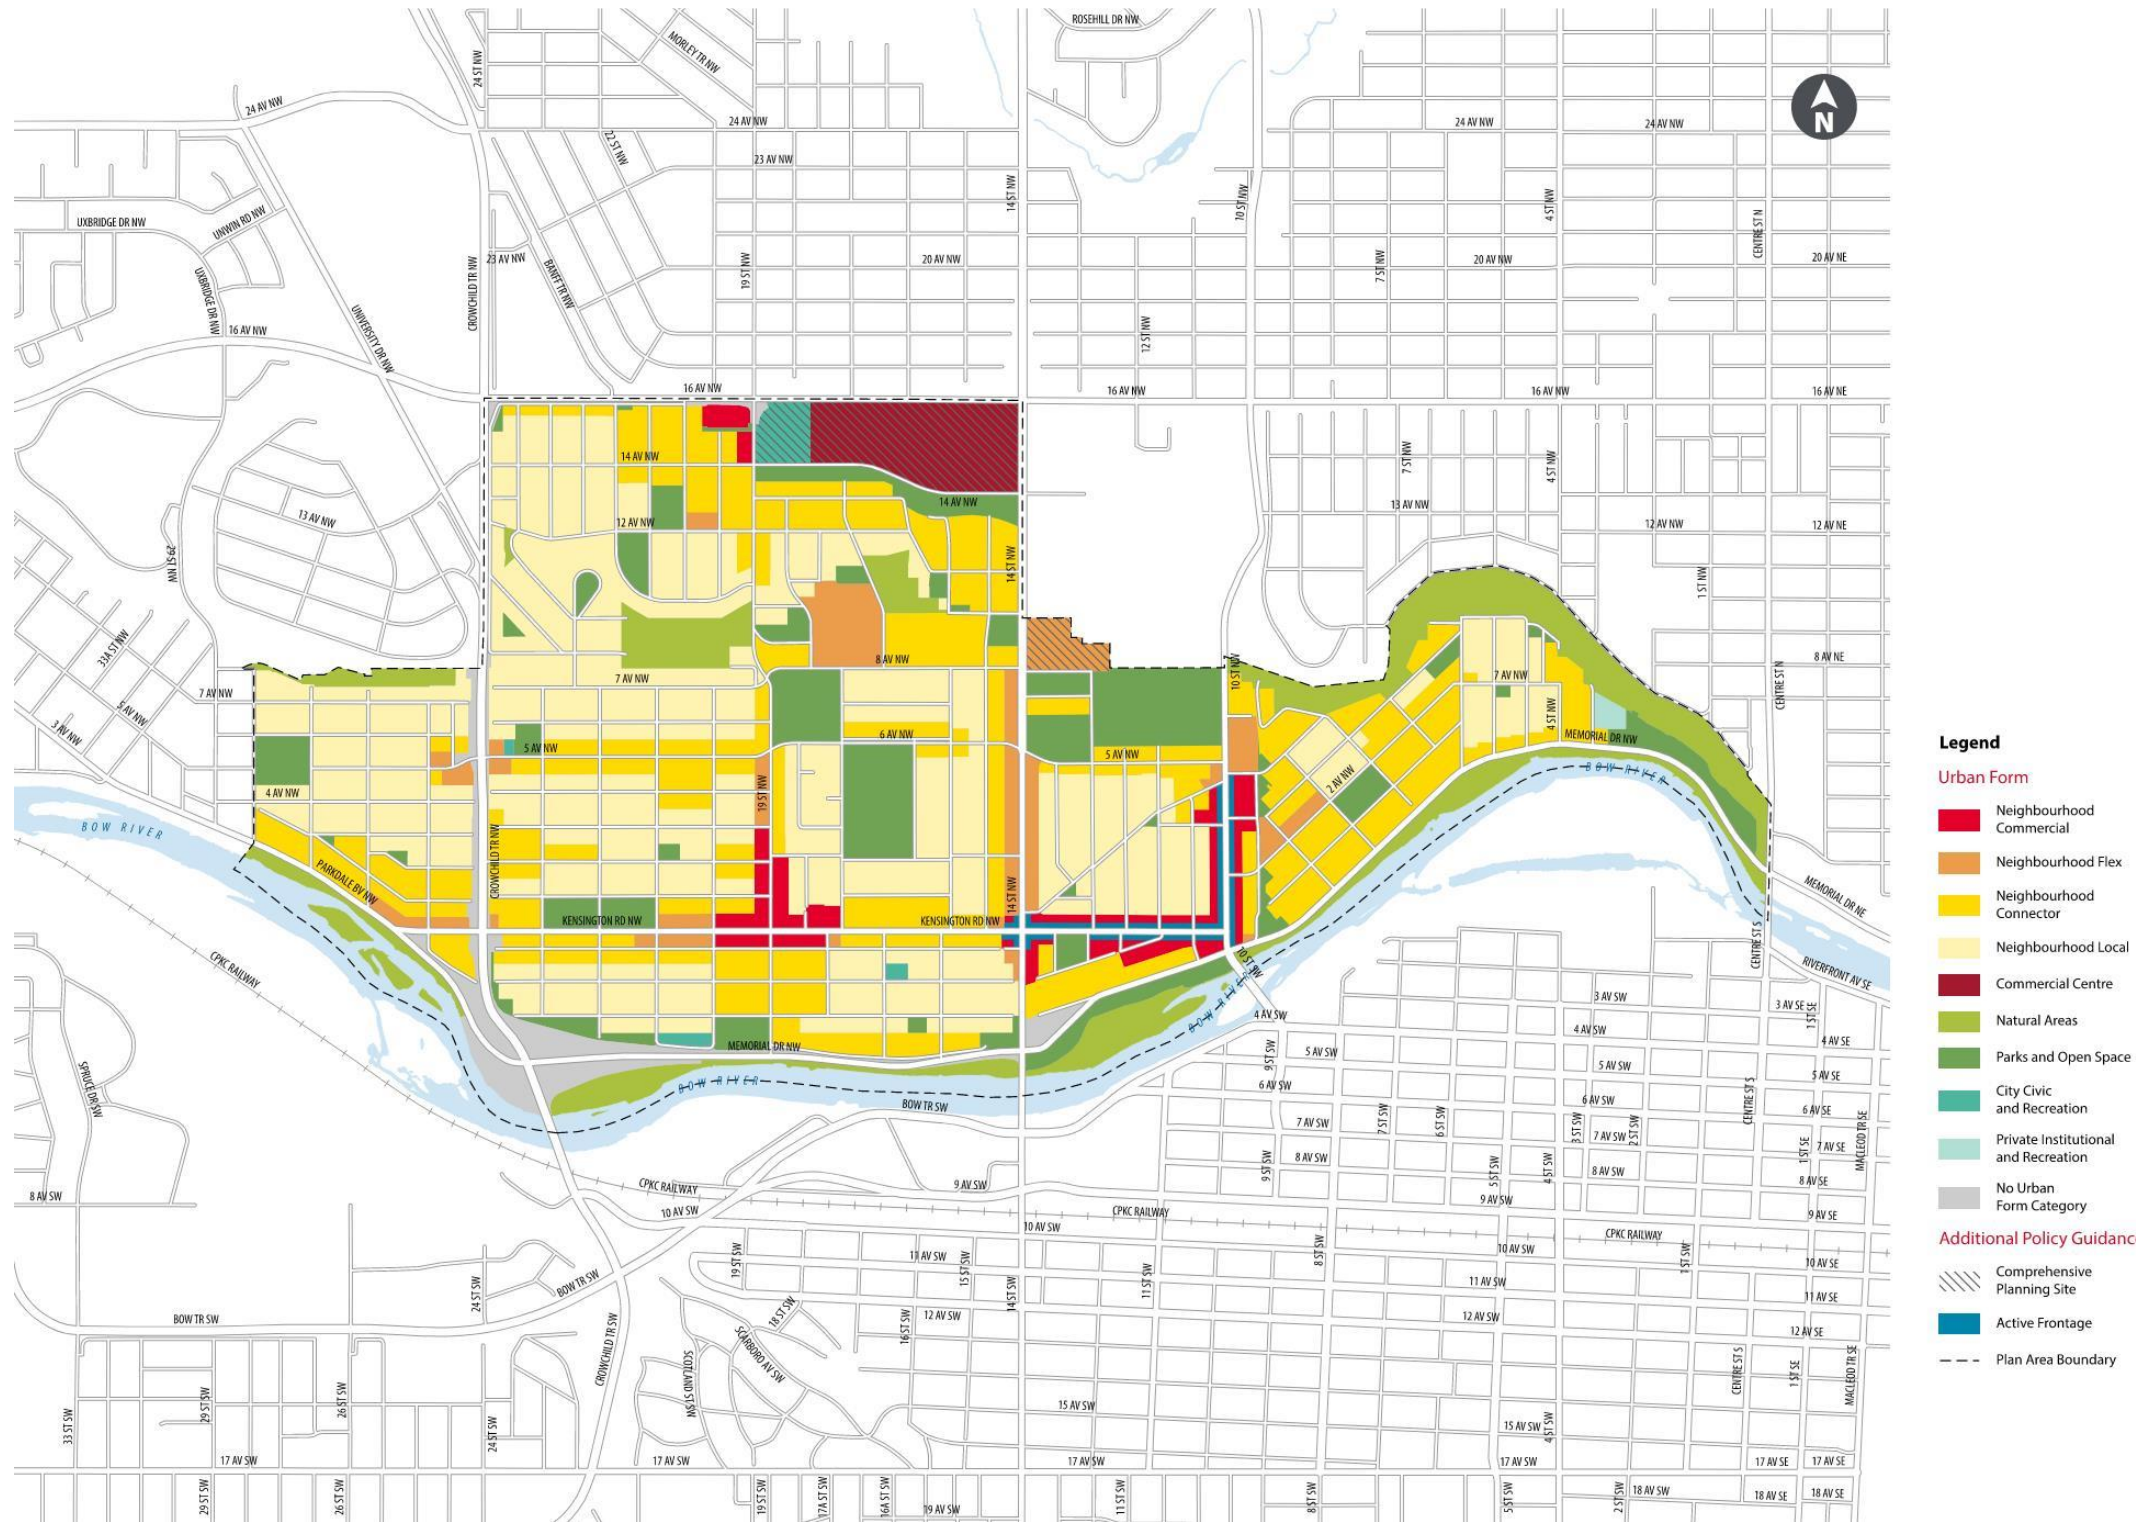 ROSEHILL DR NW
MORLEY TR NW
24 ST NW
24 AV NW
24 AV NW
24 AV NW
24 AV NW
N
22 ST NW
23 AV NW
14 ST NW
10 ST NW
4 ST NW
CENTRE ST N
UXBRIDGE DR NW
UNWIN RD NW
UXBRIDGE DR NW
CROWCHILD TR NW
23 AV NW
BANFF TR NW
19 ST NW
20 AV NW
7 ST NW
20 AV NW
20 AV NE
16 AV NW
UNIVERSITY DR NW
12 ST NW
16 AV NW
16 AV NW
16 AV NW
16 AV NE
14 AV NW
7 ST NW
4 ST NW
14 AV NW
13 AV NW
13 AV NW
12 AV NW
12 AV NW
12 AV NE
29 ST NW
14 ST NW
1 ST NW
33A ST NW
8 AV NW
8 AV NE
10 ST NW
7 AV NW
7 AV NW
7 AV NW
CENTRE ST N
5 AV NW
3 AV NW
4 ST NW
6 AV NW
5 AV NW
5 AV NW
MEMORIAL DR NW
BOW RIVER
2 AV NW
19 ST NW
4 AV NW
BOW RIVER
CROWCHILD TR NW
PARKDALE BV NW
14 ST NW
MEMORIAL DR NE
KENSINGTON RD NW
KENSINGTON RD NW
CENTRE ST S
CPKC RAILWAY
10 ST SW
RIVERFRONT AV SE
BOW RIVER
3 AV SW
3 AV SE
1 ST SE
4 AV SW
4 AV SW
4 AV SE
MEMORIAL DR NW
9 ST SW
5 AV SW
5 AV SW
5 AV SE
SPRUCE DR SW
BOW RIVER
6 AV SW
BOW TR SW
6 AV SW
6 AV SE
CENTRE ST S
7 AV SW
7 ST SW
6 ST SW
3 ST SW
7 AV SW
2 ST SW
1 ST SE
7 AV SE
MACLEOD TR SE
8 AV SW
9 ST SW
5 ST SW
4 ST SW
8 AV SW
8 AV SE
8 AV SW
CPKC RAILWAY
9 AV SW
9 AV SW
10 AV SW
CPKC RAILWAY
9 AV SE
10 AV SW
CPKC RAILWAY
8 ST SW
10 AV SW
1 ST SW
10 AV SE
19 ST SW
11 AV SW
15 ST SW
11 ST SW
11 AV SW
11 AV SE
24 ST SW
BOW TR SW
14 ST SW
BOW TR SW
18 ST SW
16 ST SW
12 AV SW
12 AV SW
12 AV SE
CROWCHILD TR SW
SCARBORO AV SW
SCOTLAND ST SW
CENTRE ST S
1 ST SE
MACLEOD TR SE
33 ST SW
29 ST SW
26 ST SW
24 ST SW
15 AV SW
15 AV SW
4 ST SW
17 AV SW
17 AV SW
17 AV SW
17 AV SW
17 AV SE
17 AV SE
29 ST SW
26 ST SW
19 ST SW
17A ST SW
16A ST SW
19 AV SW
11 ST SW
8 ST SW
5 ST SW
2 ST SW
18 AV SW
18 AV SE
18 AV SE
Legend
Urban Form
Neighbourhood
Commercial
Neighbourhood Flex
Neighbourhood
Connector
Neighbourhood Local
Commercial Centre
Natural Areas
Parks and Open Space
City Civic
and Recreation
Private Institutional
and Recreation
No Urban
Form Category
Additional Policy Guidanc
Comprehensive
Planning Site
Active Frontage
Plan Area Boundary